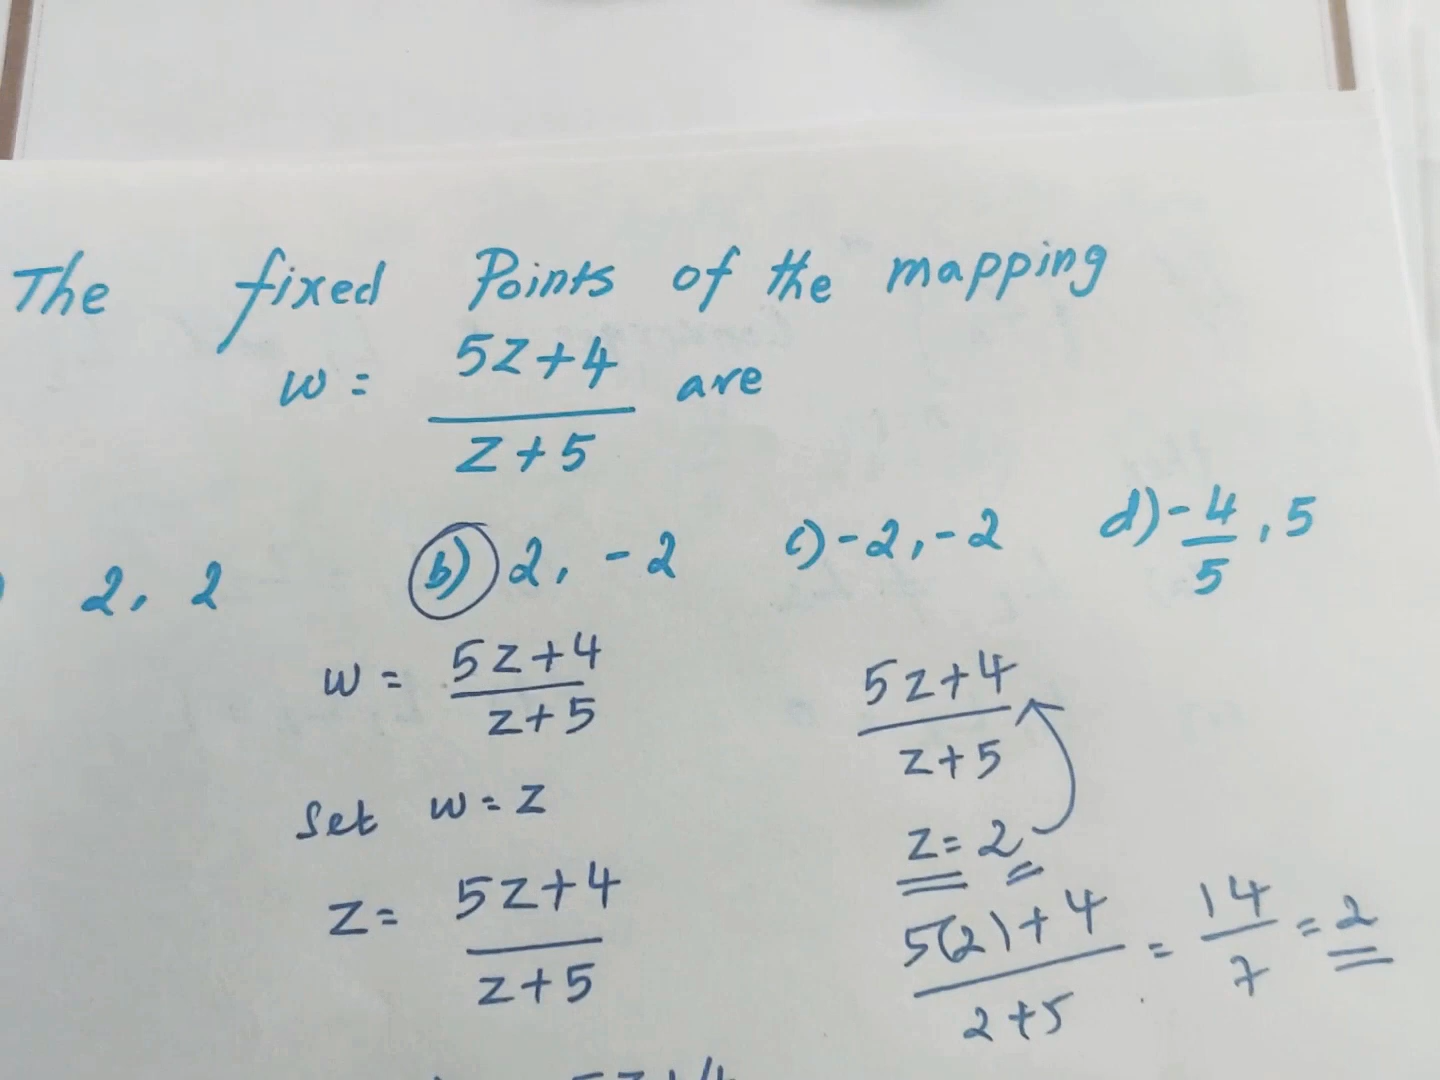 The fixed Points of the mapping
w = 5z+4 / z+5 are
) 2, 2 b) 2, -2 c) -2, -2 d) -4/5, 5
w = 5z+4 / z+5
Set w = z
z = 5z+4 / z+5
5z+4 / z+5
z = 2
5(2)+4 / 2+5 = 14/7 = 2